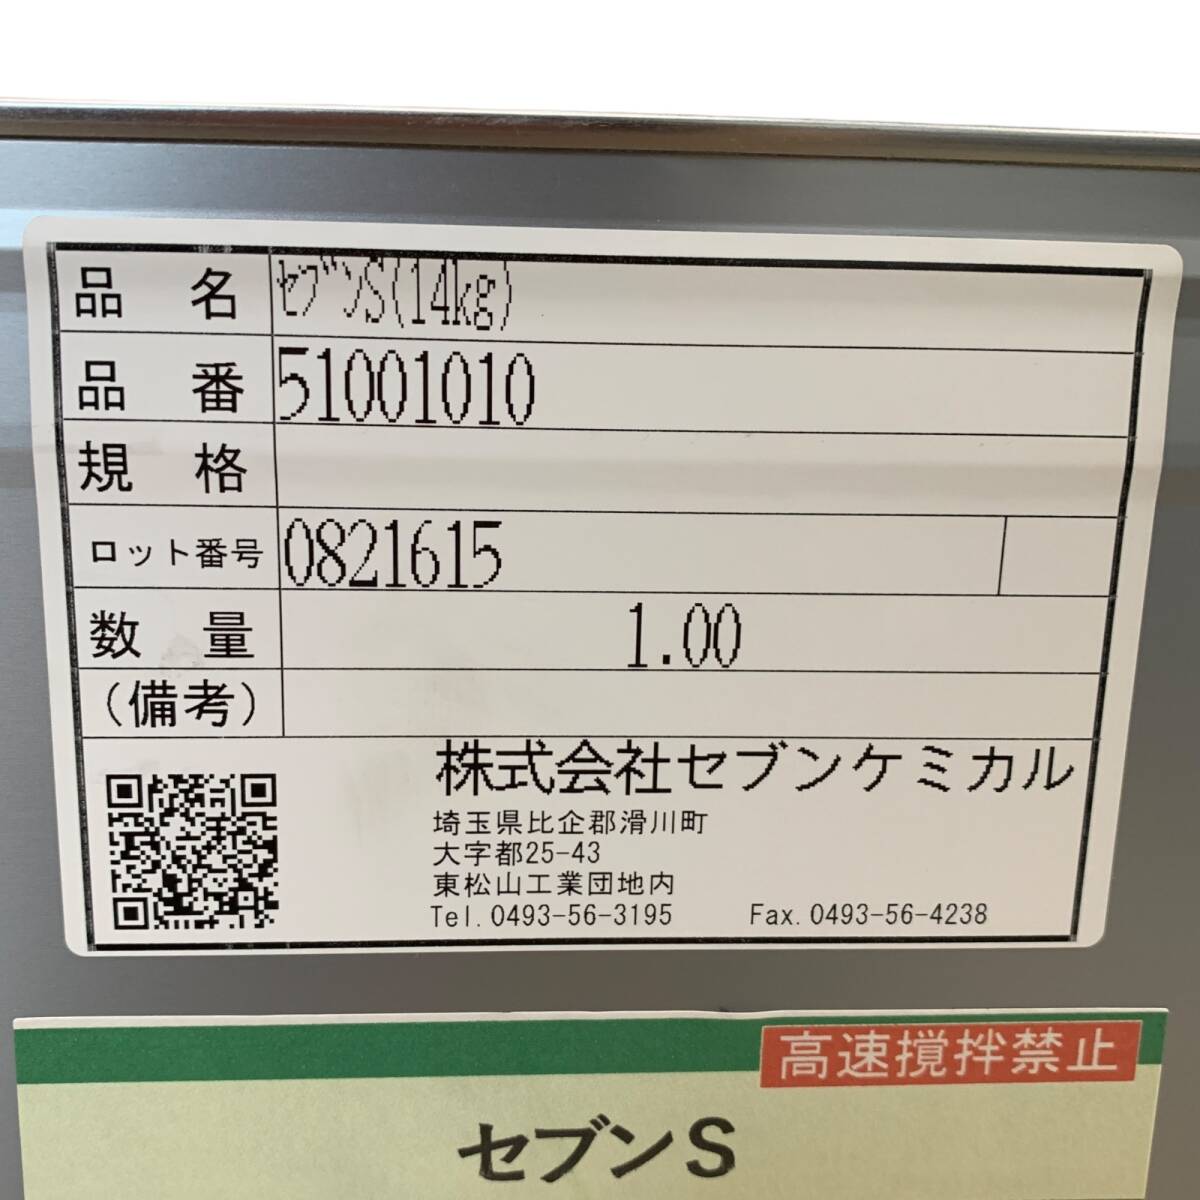 品名 ｾﾌﾞﾝS(14kg)
品番 51001010
規格
ロット番号 0821615
数量 1.00
(備考)
株式会社セブンケミカル
埼玉県比企郡滑川町
大字都25-43
東松山工業団地内
Tel.0493-56-3195 Fax.0493-56-4238
高速撹拌禁止
セブンS